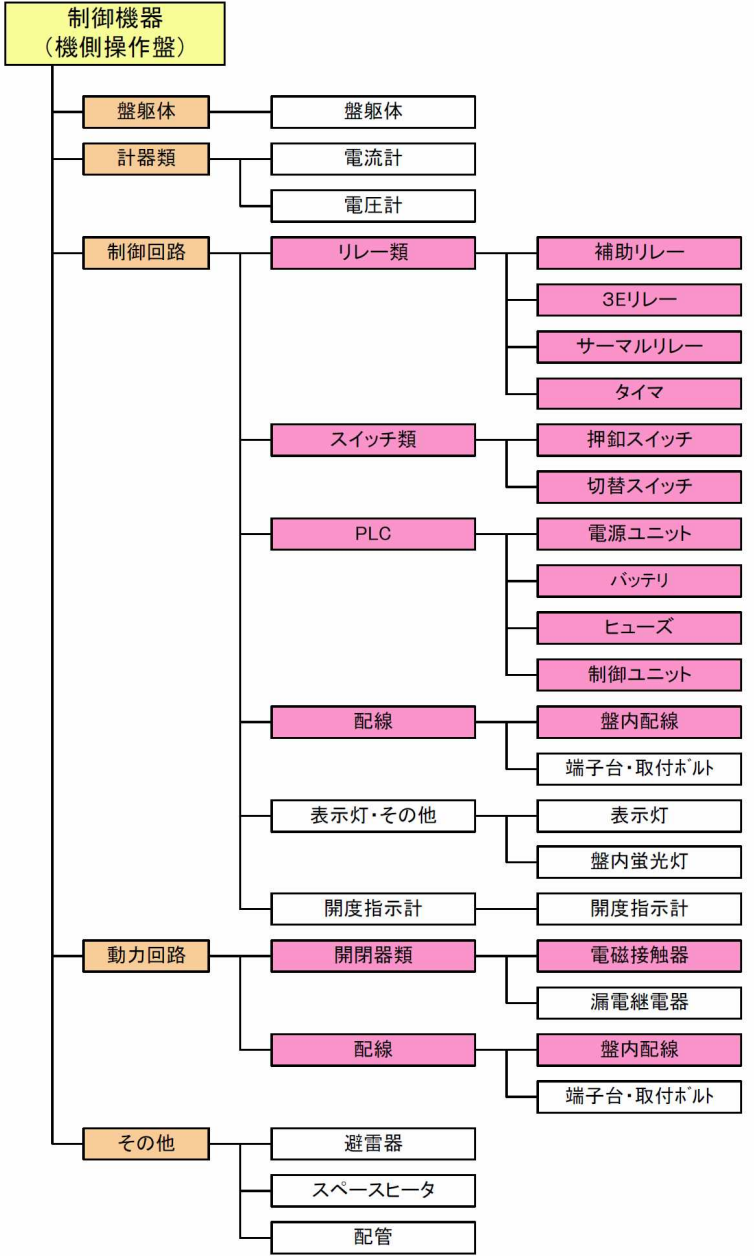 制御機器
（機側操作盤）
盤躯体
盤躯体
計器類
電流計
電圧計
制御回路
リレー類
補助リレー
3Eリレー
サーマルリレー
タイマ
スイッチ類
押釦スイッチ
切替スイッチ
PLC
電源ユニット
バッテリ
ヒューズ
制御ユニット
配線
盤内配線
端子台・取付ﾎﾞﾙﾄ
表示灯・その他
表示灯
盤内蛍光灯
開度指示計
開度指示計
動力回路
開閉器類
電磁接触器
漏電継電器
配線
盤内配線
端子台・取付ﾎﾞﾙﾄ
その他
避雷器
スペースヒータ
配管